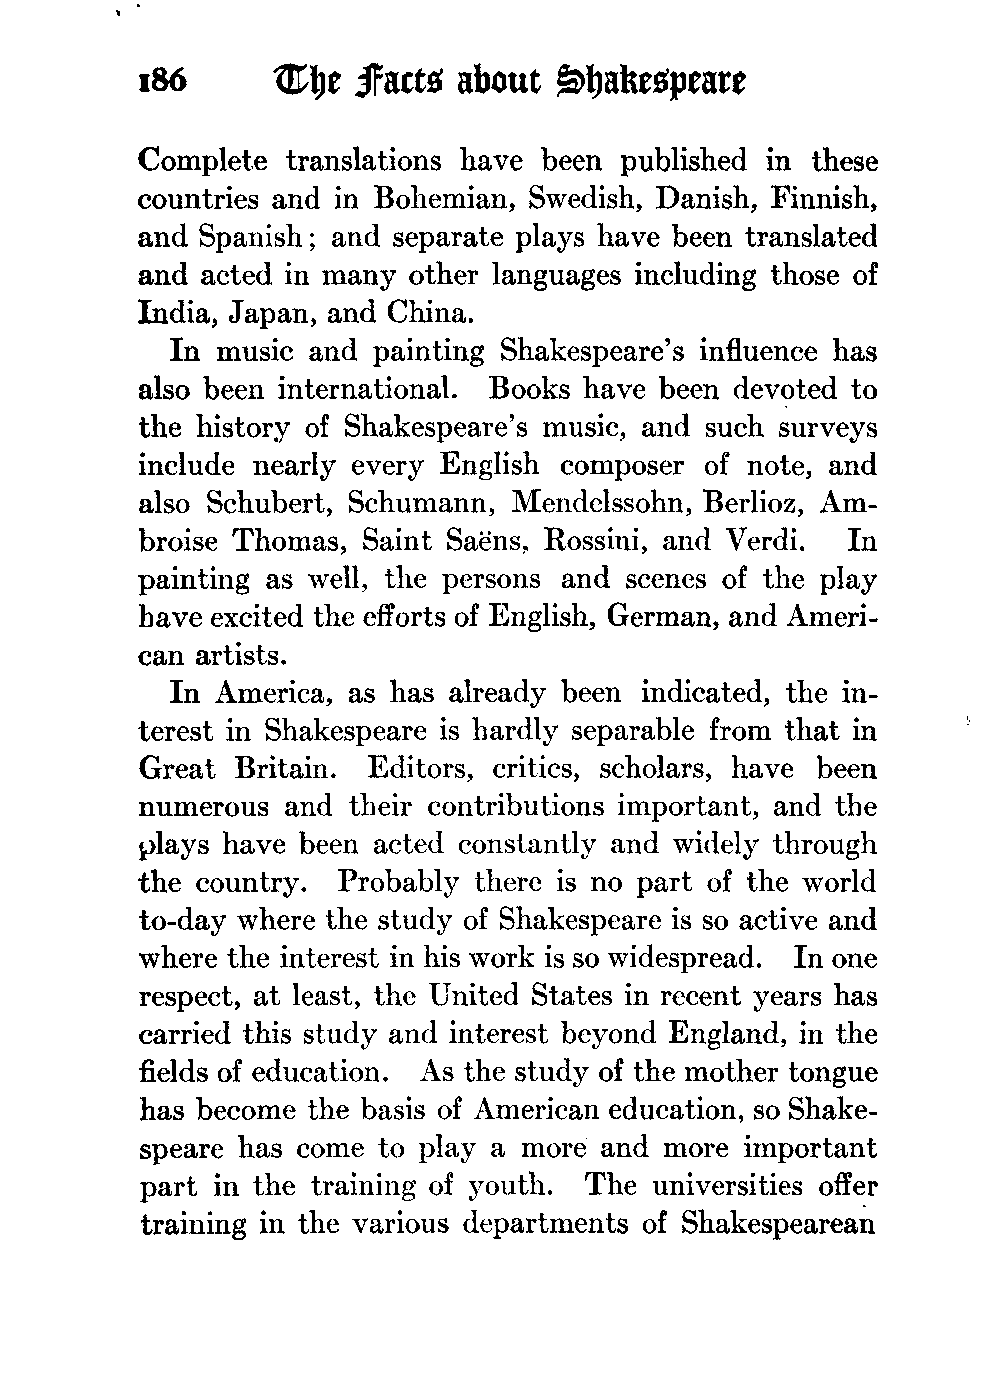 186 The Facts about Shakespeare
Complete translations have been published in these
countries and in Bohemian, Swedish, Danish, Finnish,
and Spanish; and separate plays have been translated
and acted in many other languages including those of
India, Japan, and China.
In music and painting Shakespeare's influence has
also been international. Books have been devoted to
the history of Shakespeare's music, and such surveys
include nearly every English composer of note, and
also Schubert, Schumann, Mendelssohn, Berlioz, Am-
broise Thomas, Saint Saëns, Rossini, and Verdi. In
painting as well, the persons and scenes of the play
have excited the efforts of English, German, and Ameri-
can artists.
In America, as has already been indicated, the in-
terest in Shakespeare is hardly separable from that in
Great Britain. Editors, critics, scholars, have been
numerous and their contributions important, and the
plays have been acted constantly and widely through
the country. Probably there is no part of the world
to-day where the study of Shakespeare is so active and
where the interest in his work is so widespread. In one
respect, at least, the United States in recent years has
carried this study and interest beyond England, in the
fields of education. As the study of the mother tongue
has become the basis of American education, so Shake-
speare has come to play a more and more important
part in the training of youth. The universities offer
training in the various departments of Shakespearean